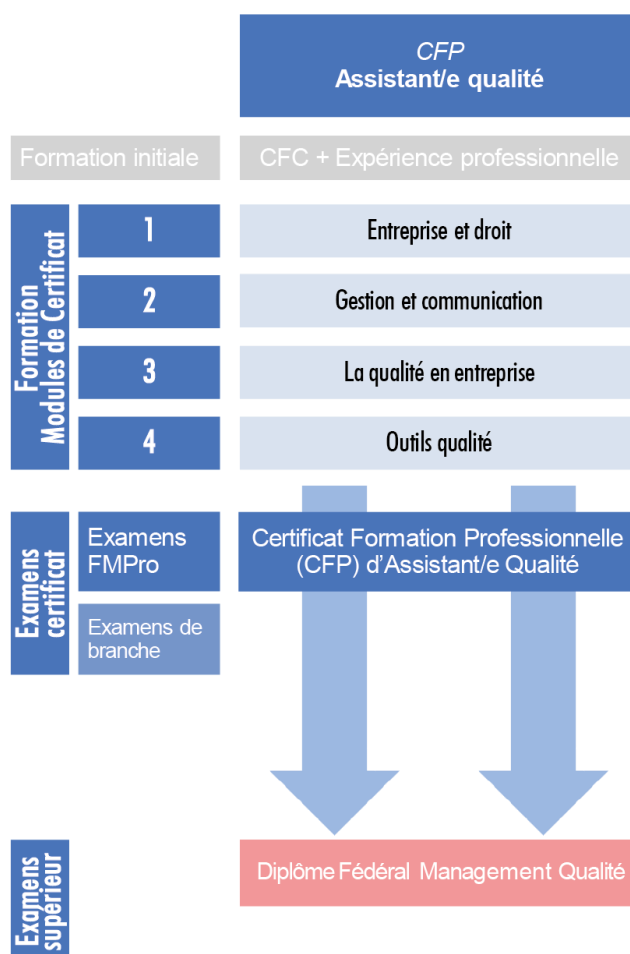 CFP
Assistant/e qualité
Formation initiale
CFC + Expérience professionnelle
Formation
Modules de Certificat
1
Entreprise et droit
2
Gestion et communication
3
La qualité en entreprise
4
Outils qualité
Examens
certificat
Examens
FMPro
Certificat Formation Professionnelle
(CFP) d'Assistant/e Qualité
Examens de
branche
Examens
supérieur
Diplôme Fédéral Management Qualité